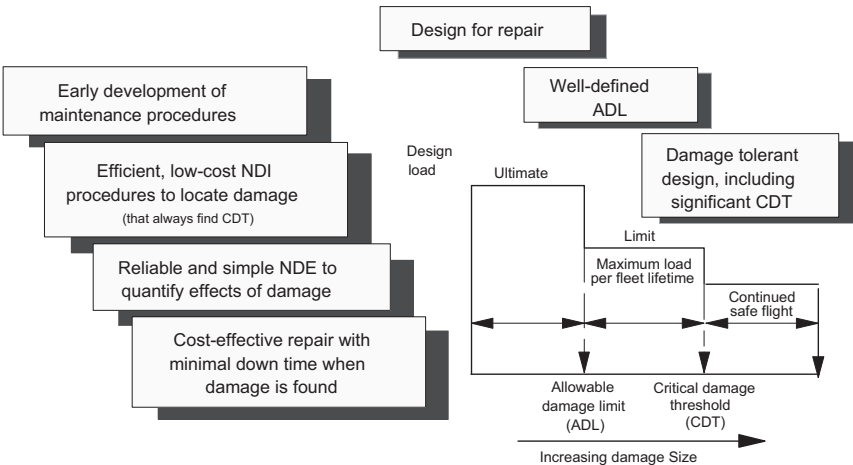 Design for repair
Early development of
maintenance procedures
Well-defined
ADL
Efficient, low-cost NDI
procedures to locate damage
(that always find CDT)
Damage tolerant
design, including
significant CDT
Reliable and simple NDE to
quantify effects of damage
Cost-effective repair with
minimal down time when
damage is found
Design
load
Ultimate
Limit
Maximum load
per fleet lifetime
Continued
safe flight
Allowable
damage limit
(ADL)
Critical damage
threshold
(CDT)
Increasing damage Size